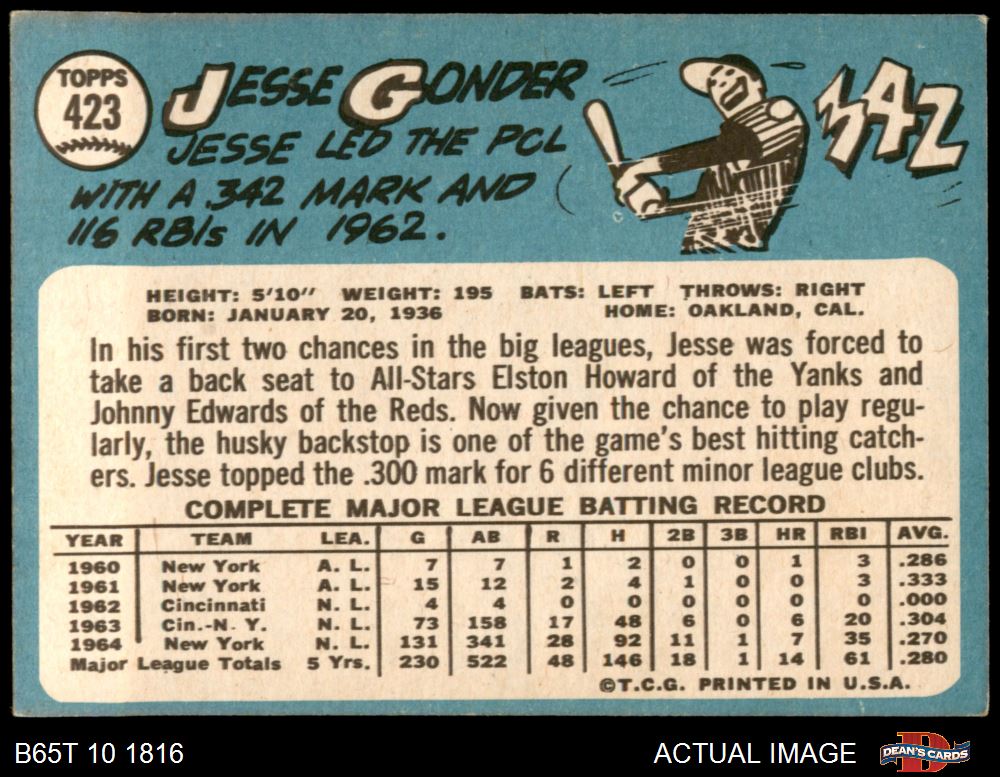 TOPPS
423
JESSE GONDER
JESSE LED THE PCL
WITH A .342 MARK AND
116 RBIs IN 1962.
342
HEIGHT: 5'10" WEIGHT: 195 BATS: LEFT THROWS: RIGHT
BORN: JANUARY 20, 1936 HOME: OAKLAND, CAL.
In his first two chances in the big leagues, Jesse was forced to
take a back seat to All-Stars Elston Howard of the Yanks and
Johnny Edwards of the Reds. Now given the chance to play regu-
larly, the husky backstop is one of the game's best hitting catch-
ers. Jesse topped the .300 mark for 6 different minor league clubs.
COMPLETE MAJOR LEAGUE BATTING RECORD
YEAR TEAM LEA. G AB R H 2B 3B HR RBI AVG.
1960 New York A. L. 7 7 1 2 0 0 1 3 .286
1961 New York A. L. 15 12 2 4 1 0 0 3 .333
1962 Cincinnati N. L. 4 4 0 0 0 0 0 0 .000
1963 Cin.-N. Y. N. L. 73 158 17 48 6 0 6 20 .304
1964 New York N. L. 131 341 28 92 11 1 7 35 .270
Major League Totals 5 Yrs. 230 522 48 146 18 1 14 61 .280
©T.C.G. PRINTED IN U.S.A.
B65T 10 1816 ACTUAL IMAGE DEAN'S CARDS